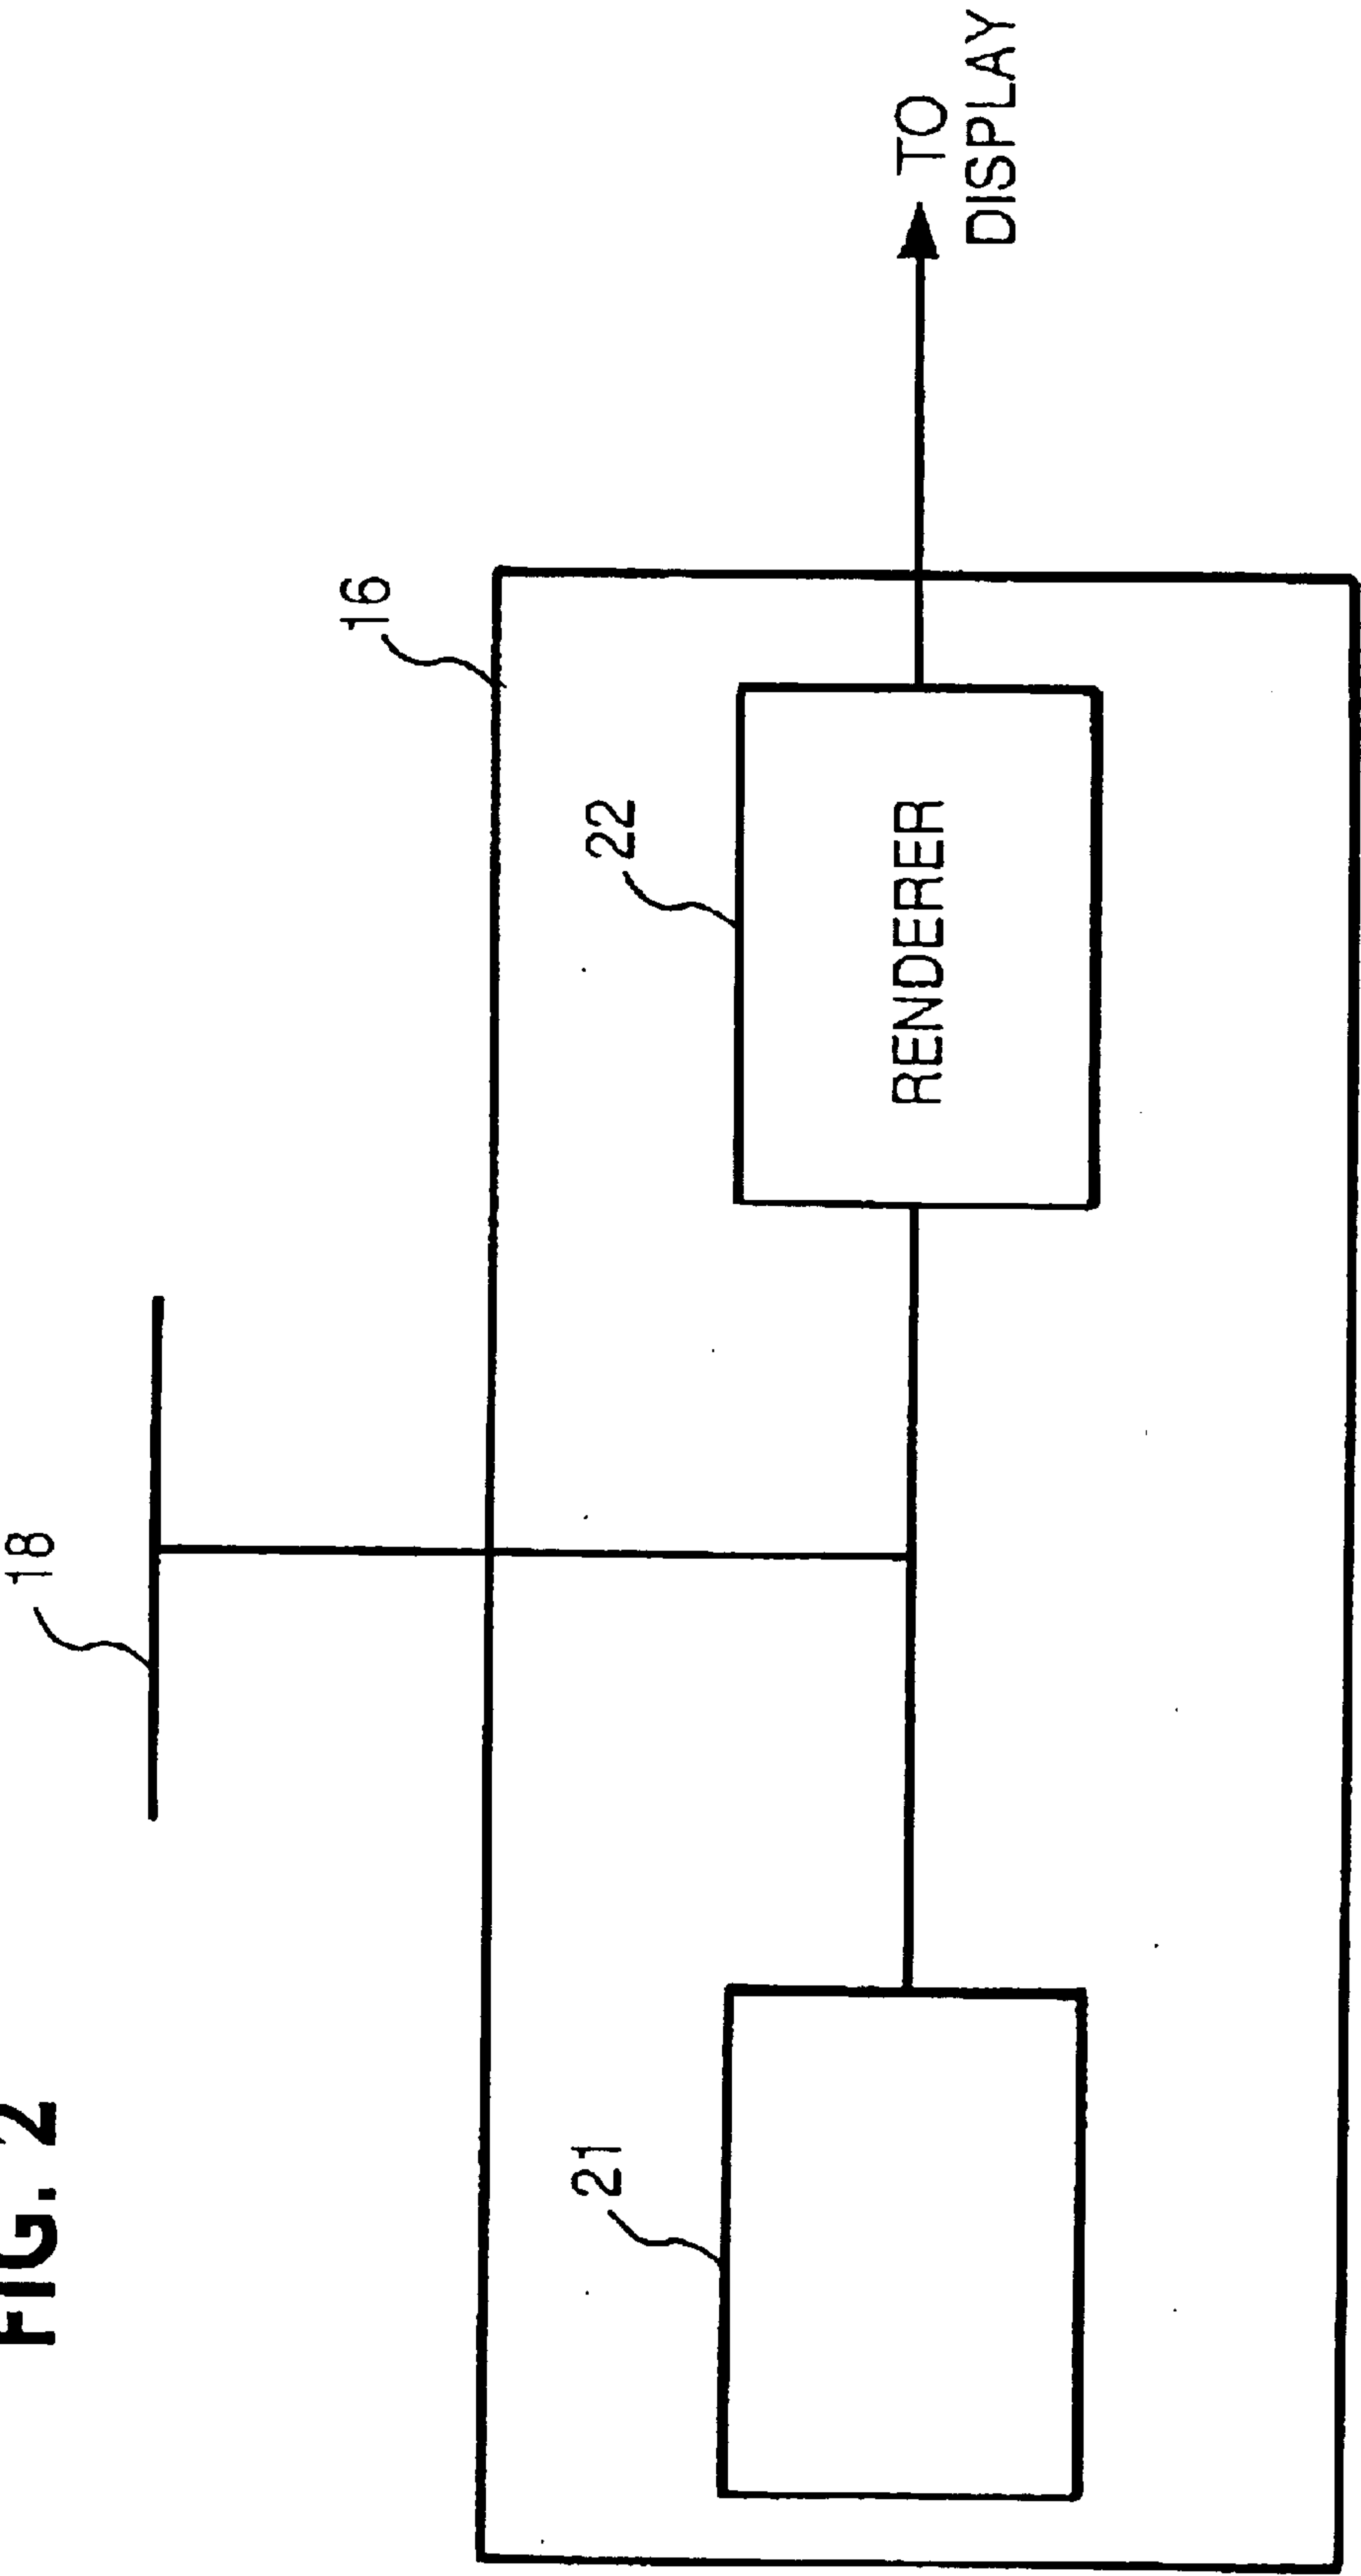 FIG. 2
18
16
21
22
RENDERER
TO
DISPLAY